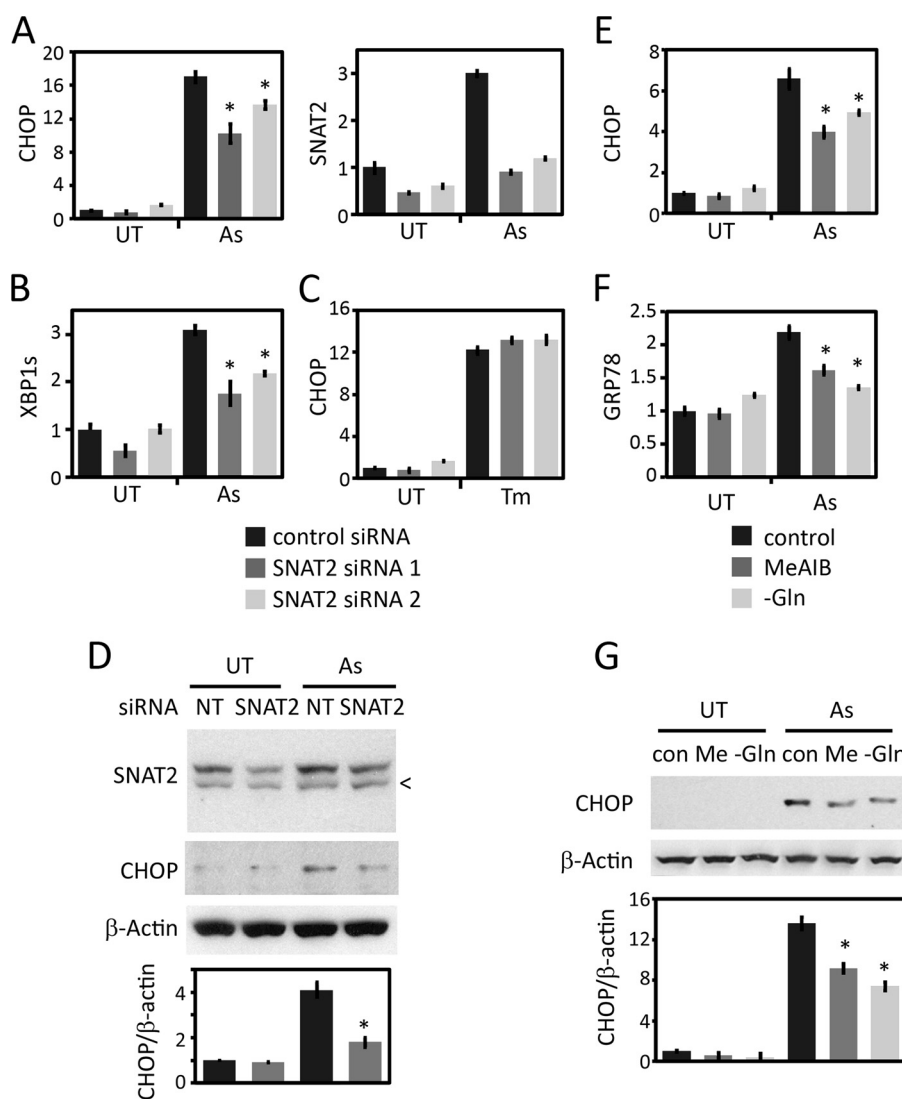 A
CHOP
20
16
12
8
4
0
* *
UT As
SNAT2
3
2
1
0
UT As
E
CHOP
8
6
4
2
0
* *
UT As
B
XBP1s
3
2
1
0
* *
UT As
C
CHOP
16
12
8
4
0
UT Tm
F
GRP78
2.5
2
1.5
1
0.5
0
* *
UT As
control siRNA
SNAT2 siRNA 1
SNAT2 siRNA 2
control
MeAIB
-Gln
D
UT As
siRNA NT SNAT2 NT SNAT2
SNAT2 <
CHOP
β-Actin
CHOP/β-actin
4
2
0
*
G
UT As
con Me -Gln con Me -Gln
CHOP
β-Actin
CHOP/β-actin
16
12
8
4
0
* *